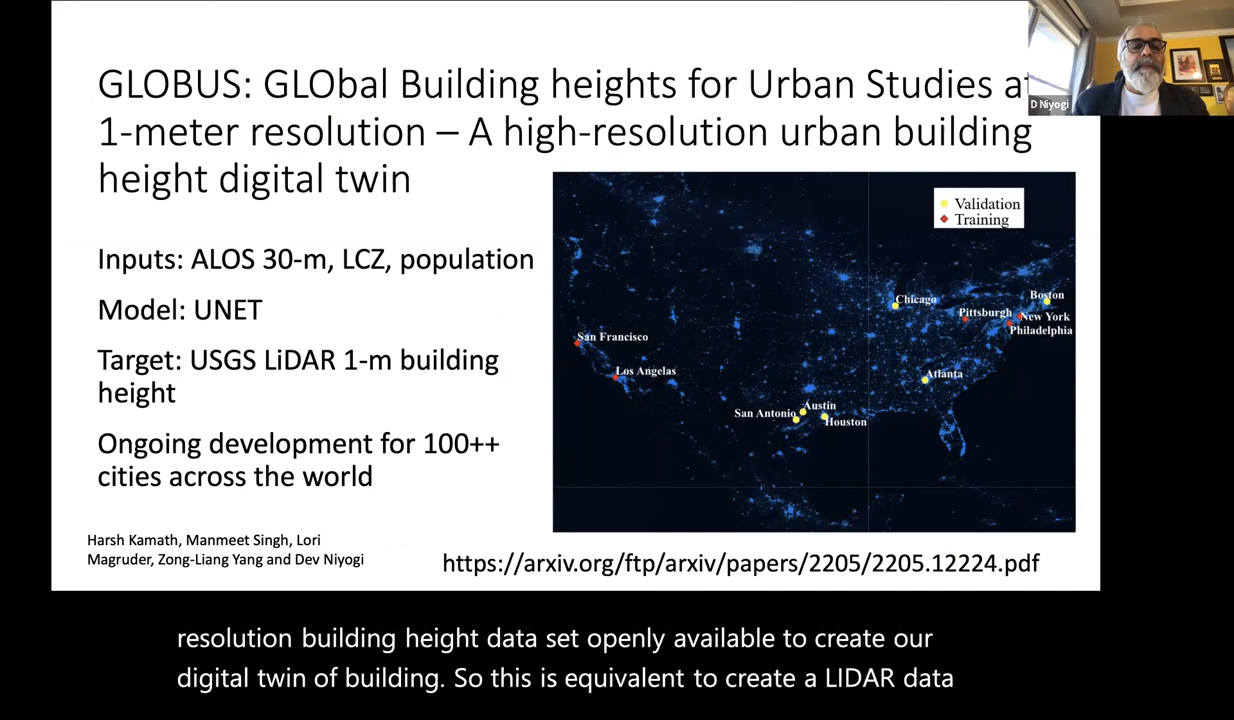 GLOBUS: GLObal Building heights for Urban Studies at
1-meter resolution – A high-resolution urban building
height digital twin
D Niyogi
Inputs: ALOS 30-m, LCZ, population
Model: UNET
Target: USGS LiDAR 1-m building
height
Ongoing development for 100++
cities across the world
Validation
Training
Chicago
Boston
Pittsburgh
New York
Philadelphia
San Francisco
Los Angelas
Atlanta
Austin
San Antonio
Houston
Harsh Kamath, Manmeet Singh, Lori
Magruder, Zong-Liang Yang and Dev Niyogi
https://arxiv.org/ftp/arxiv/papers/2205/2205.12224.pdf
resolution building height data set openly available to create our
digital twin of building. So this is equivalent to create a LIDAR data